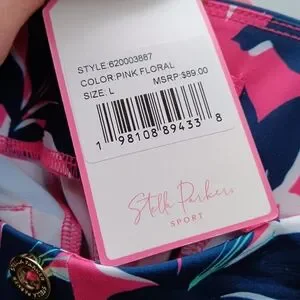 STYLE:620003887
COLOR:PINK FLORAL
SIZE: L MSRP:$89.00
1 98108 89433 8
Stella Parker
SPORT